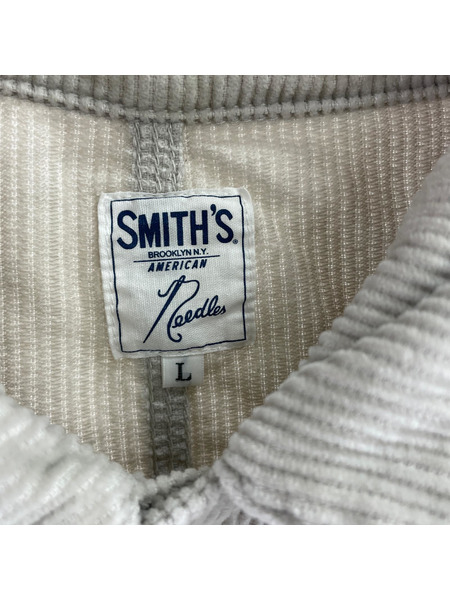 SMITH'S®
BROOKLYN N.Y.
AMERICAN
Needles
L